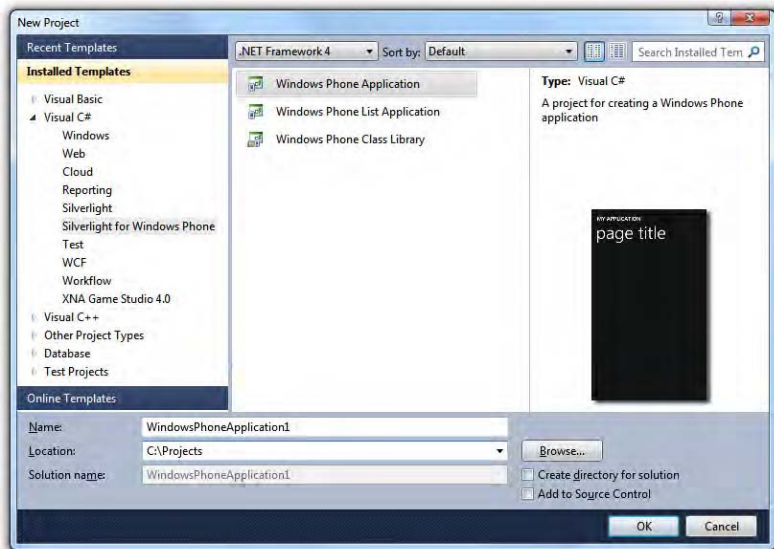 New Project
Recent Templates
.NET Framework 4
Sort by: Default
Search Installed Tem
Installed Templates
Visual Basic
Visual C#
Windows
Web
Cloud
Reporting
Silverlight
Silverlight for Windows Phone
Test
WCF
Workflow
XNA Game Studio 4.0
Visual C++
Other Project Types
Database
Test Projects
Online Templates
Windows Phone Application
Windows Phone List Application
Windows Phone Class Library
Type: Visual C#
A project for creating a Windows Phone
application
MY APPLICATION
page title
Name: WindowsPhoneApplication1
Location: C:\Projects
Browse...
Solution name: WindowsPhoneApplication1
Create directory for solution
Add to Source Control
OK
Cancel